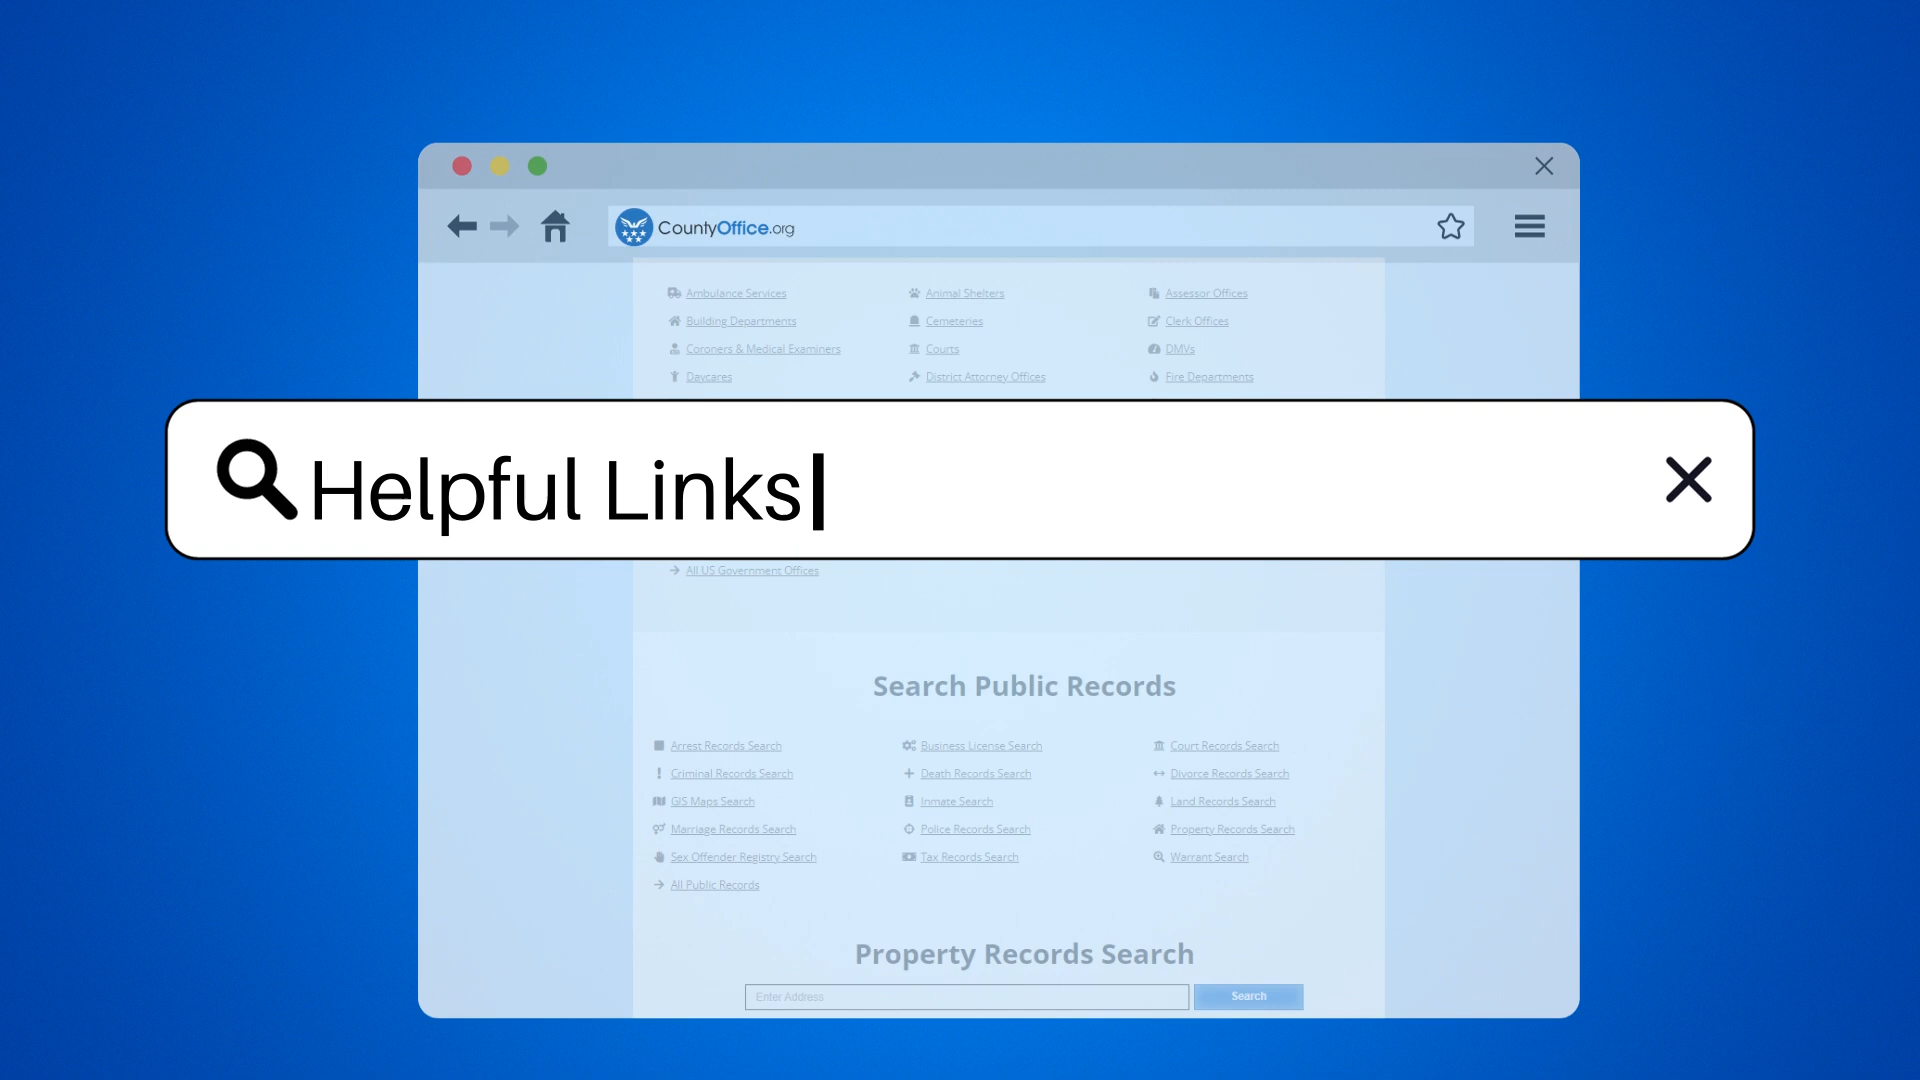 CountyOffice.org
Ambulance Services Animal Shelters Assessor Offices
Building Departments Cemeteries Clerk Offices
Coroners & Medical Examiners Courts DMVs
Daycares District Attorney Offices Fire Departments
Helpful Links
All US Government Offices
Search Public Records
Arrest Records Search Business License Search Court Records Search
Criminal Records Search Death Records Search Divorce Records Search
GIS Maps Search Inmate Search Land Records Search
Marriage Records Search Police Records Search Property Records Search
Sex Offender Registry Search Tax Records Search Warrant Search
All Public Records
Property Records Search
Enter Address Search